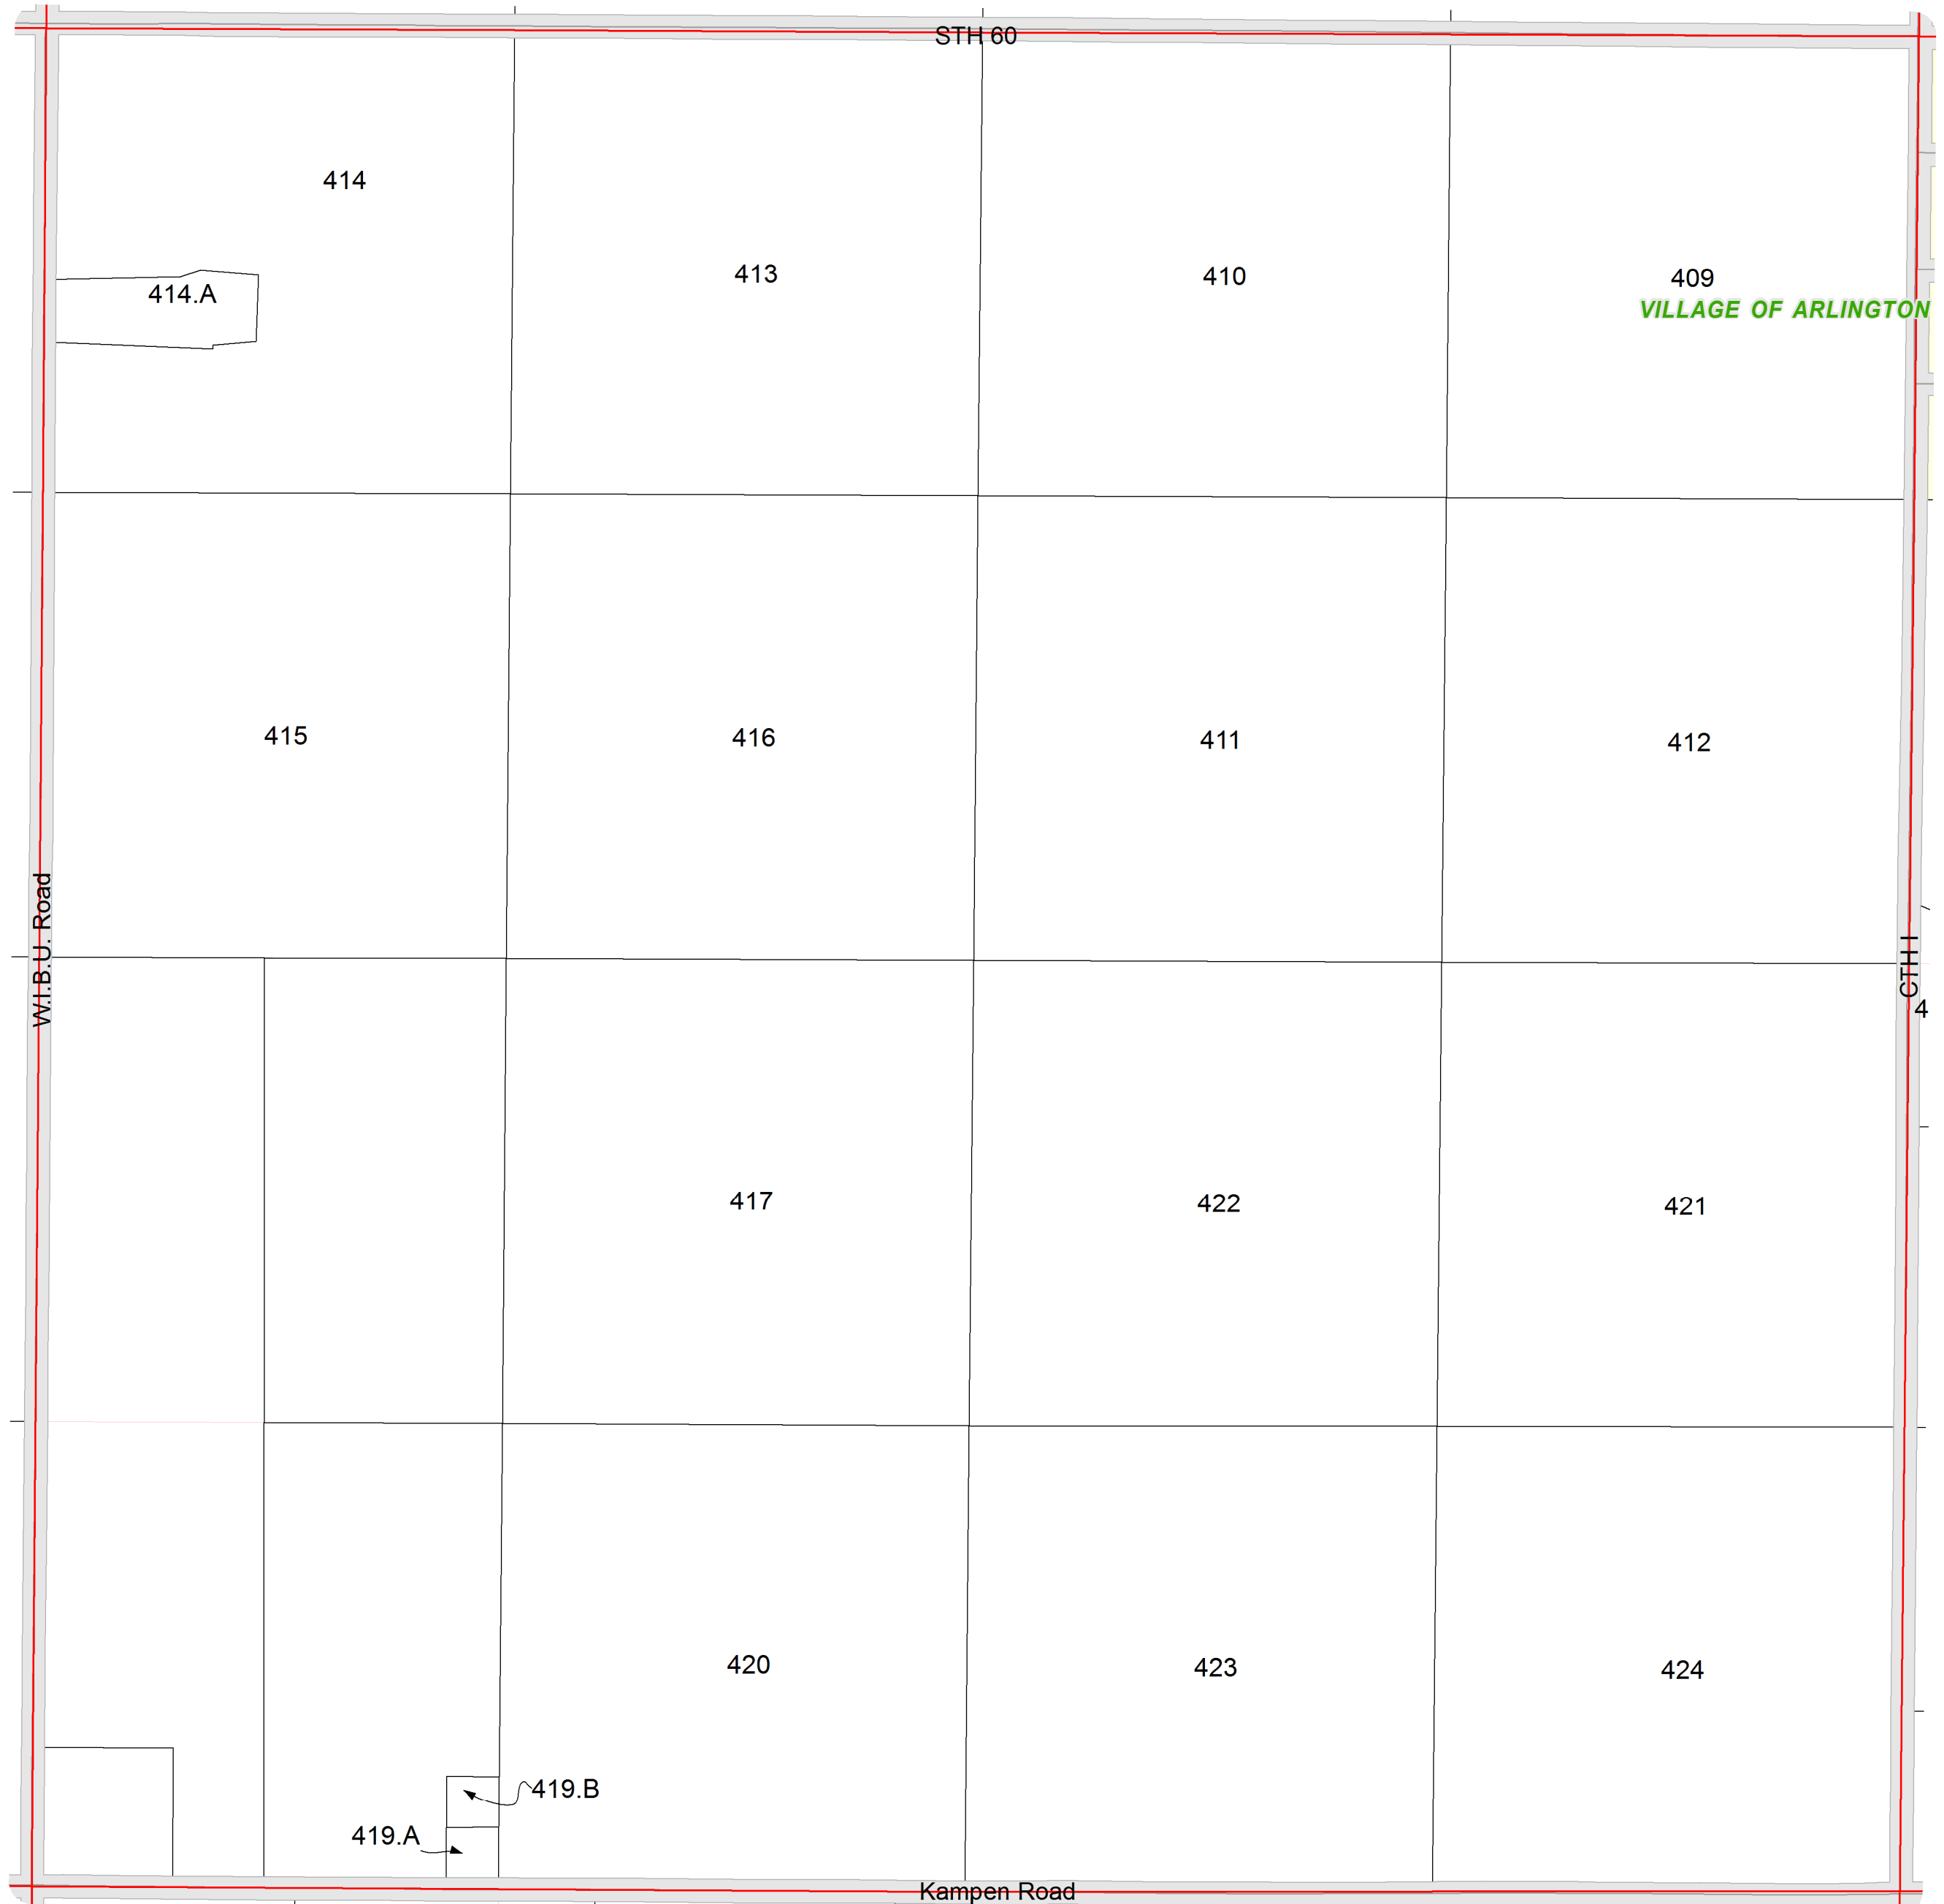 STH 60
414
413
410
409
414.A
VILLAGE OF ARLINGTON
415
416
411
412
W.I.B.U. Road
CTH I
4
417
422
421
420
423
424
419.B
419.A
Kampen Road